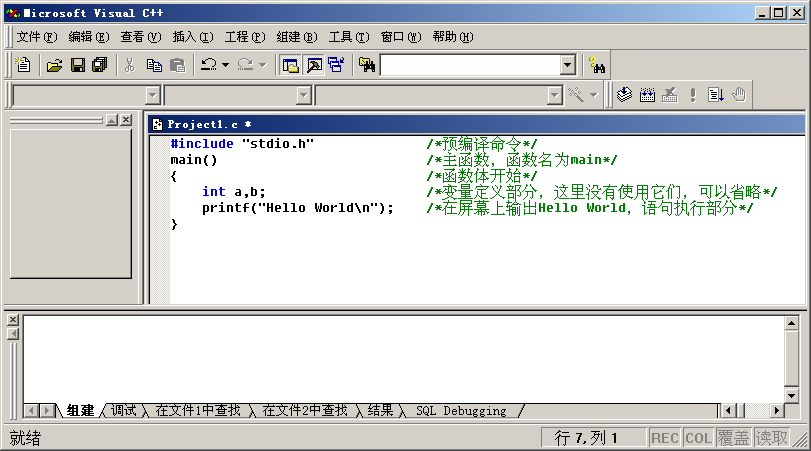 Microsoft Visual C++
文件(F) 编辑(E) 查看(V) 插入(I) 工程(P) 组建(B) 工具(T) 窗口(W) 帮助(H)
Project1.c *
#include "stdio.h" /*预编译命令*/
main() /*主函数，函数名为main*/
{ /*函数体开始*/
int a,b; /*变量定义部分，这里没有使用它们，可以省略*/
printf("Hello World\n"); /*在屏幕上输出Hello World，语句执行部分*/
}
组建 调试 在文件1中查找 在文件2中查找 结果 SQL Debugging
就绪 行 7,列 1 REC COL 覆盖 读取